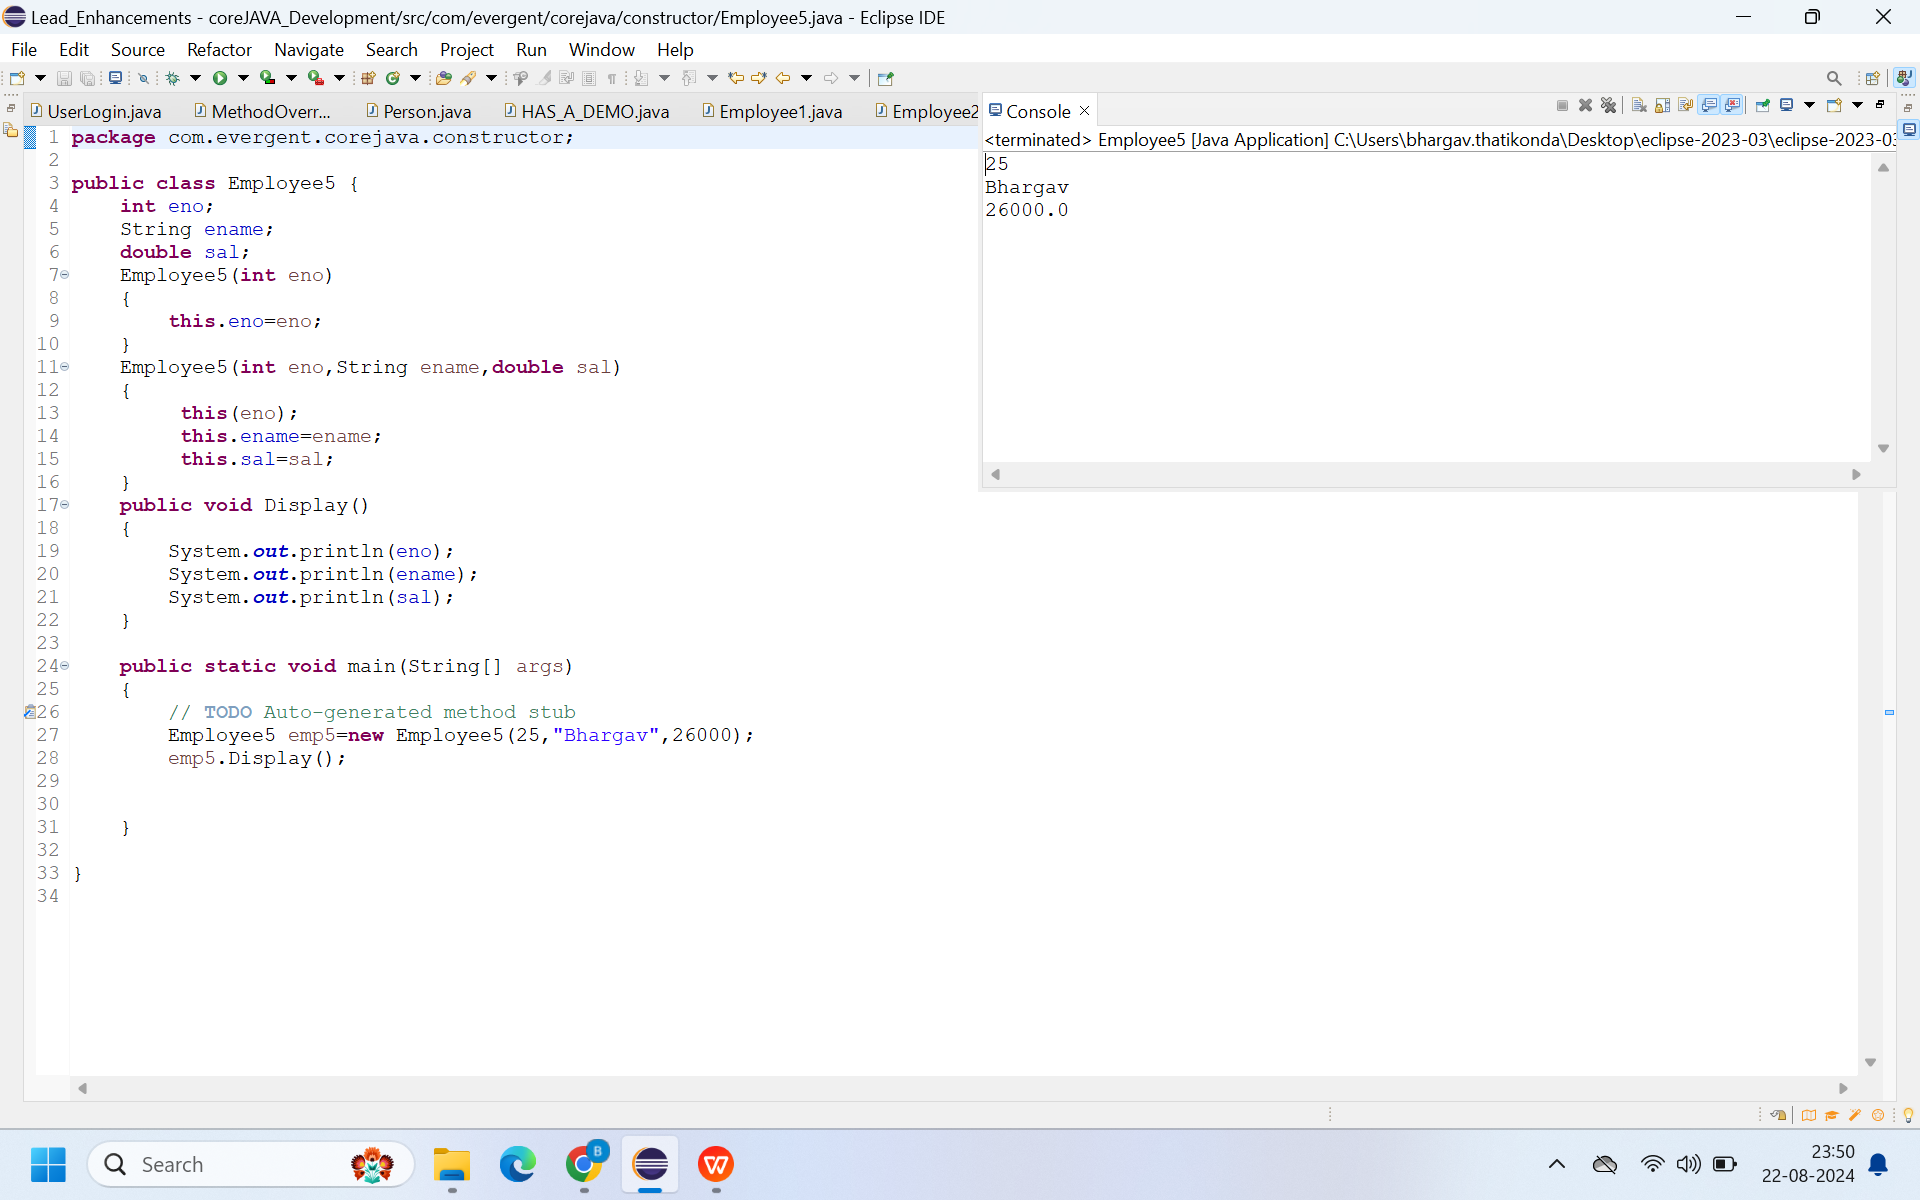 Lead_Enhancements - coreJAVA_Development/src/com/evergent/corejava/constructor/Employee5.java - Eclipse IDE
File Edit Source Refactor Navigate Search Project Run Window Help
UserLogin.java MethodOverr... Person.java HAS_A_DEMO.java Employee1.java Employee2
Console
<terminated> Employee5 [Java Application] C:\Users\bhargav.thatikonda\Desktop\eclipse-2023-03\eclipse-2023-03
25
Bhargav
26000.0
1 package com.evergent.corejava.constructor;
2
3 public class Employee5 {
4     int eno;
5     String ename;
6     double sal;
7     Employee5(int eno)
8     {
9         this.eno=eno;
10     }
11     Employee5(int eno,String ename,double sal)
12     {
13          this(eno);
14          this.ename=ename;
15          this.sal=sal;
16     }
17     public void Display()
18     {
19         System.out.println(eno);
20         System.out.println(ename);
21         System.out.println(sal);
22     }
23
24     public static void main(String[] args)
25     {
26         // TODO Auto-generated method stub
27         Employee5 emp5=new Employee5(25,"Bhargav",26000);
28         emp5.Display();
29
30
31     }
32
33 }
34
Search
B
W
23:50
22-08-2024